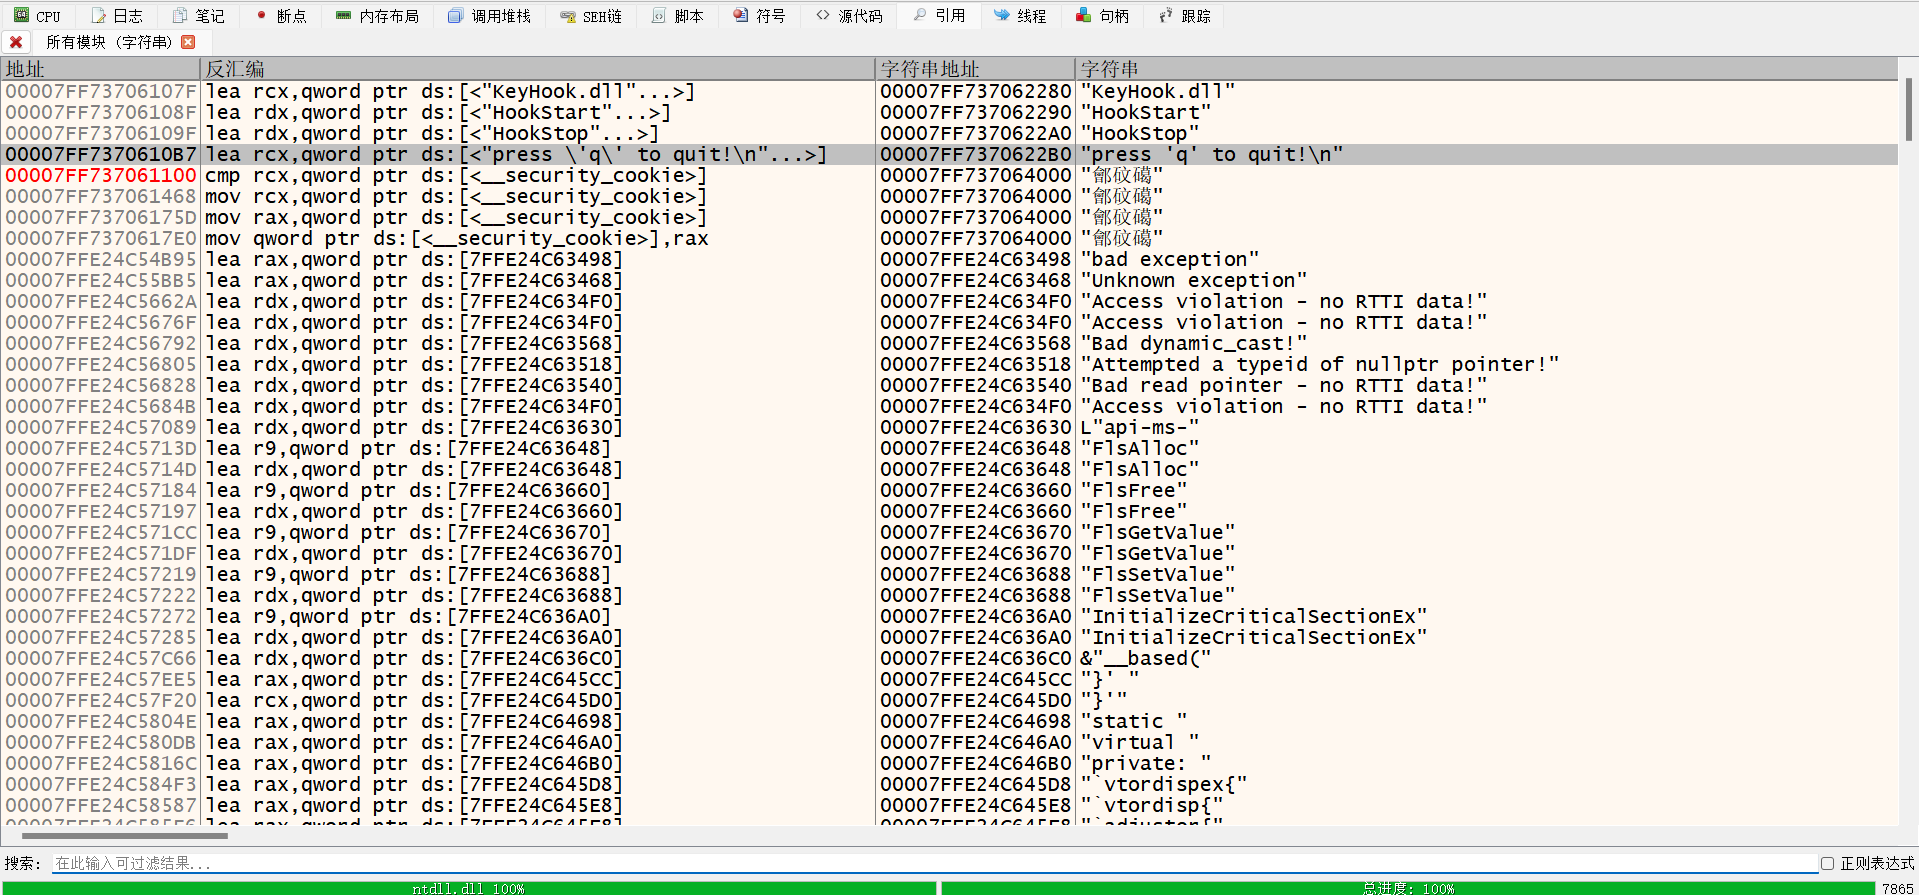 CPU 日志 笔记 断点 内存布局 调用堆栈 SEH链 脚本 符号 源代码 引用 线程 句柄 跟踪
所有模块 (字符串)
地址 反汇编 字符串地址 字符串
00007FF73706107F lea rcx,qword ptr ds:[<"KeyHook.dll"...>] 00007FF737062280 "KeyHook.dll"
00007FF73706108F lea rdx,qword ptr ds:[<"HookStart"...>] 00007FF737062290 "HookStart"
00007FF73706109F lea rdx,qword ptr ds:[<"HookStop"...>] 00007FF7370622A0 "HookStop"
00007FF7370610B7 lea rcx,qword ptr ds:[<"press \'q\' to quit!\n"...>] 00007FF7370622B0 "press 'q' to quit!\n"
00007FF737061100 cmp rcx,qword ptr ds:[<__security_cookie>] 00007FF737064000
00007FF737061468 mov rcx,qword ptr ds:[<__security_cookie>] 00007FF737064000
00007FF73706175D mov rax,qword ptr ds:[<__security_cookie>] 00007FF737064000
00007FF7370617E0 mov qword ptr ds:[<__security_cookie>],rax 00007FF737064000
00007FFE24C54B95 lea rax,qword ptr ds:[7FFE24C63498] 00007FFE24C63498 "bad exception"
00007FFE24C55BB5 lea rax,qword ptr ds:[7FFE24C63468] 00007FFE24C63468 "Unknown exception"
00007FFE24C5662A lea rdx,qword ptr ds:[7FFE24C634F0] 00007FFE24C634F0 "Access violation - no RTTI data!"
00007FFE24C5676F lea rdx,qword ptr ds:[7FFE24C634F0] 00007FFE24C634F0 "Access violation - no RTTI data!"
00007FFE24C56792 lea rdx,qword ptr ds:[7FFE24C63568] 00007FFE24C63568 "Bad dynamic_cast!"
00007FFE24C56805 lea rdx,qword ptr ds:[7FFE24C63518] 00007FFE24C63518 "Attempted a typeid of nullptr pointer!"
00007FFE24C56828 lea rdx,qword ptr ds:[7FFE24C63540] 00007FFE24C63540 "Bad read pointer - no RTTI data!"
00007FFE24C5684B lea rdx,qword ptr ds:[7FFE24C634F0] 00007FFE24C634F0 "Access violation - no RTTI data!"
00007FFE24C57089 lea rdx,qword ptr ds:[7FFE24C63630] 00007FFE24C63630 L"api-ms-"
00007FFE24C5713D lea r9,qword ptr ds:[7FFE24C63648] 00007FFE24C63648 "FlsAlloc"
00007FFE24C5714D lea rdx,qword ptr ds:[7FFE24C63648] 00007FFE24C63648 "FlsAlloc"
00007FFE24C57184 lea r9,qword ptr ds:[7FFE24C63660] 00007FFE24C63660 "FlsFree"
00007FFE24C57197 lea rdx,qword ptr ds:[7FFE24C63660] 00007FFE24C63660 "FlsFree"
00007FFE24C571CC lea r9,qword ptr ds:[7FFE24C63670] 00007FFE24C63670 "FlsGetValue"
00007FFE24C571DF lea rdx,qword ptr ds:[7FFE24C63670] 00007FFE24C63670 "FlsGetValue"
00007FFE24C57219 lea r9,qword ptr ds:[7FFE24C63688] 00007FFE24C63688 "FlsSetValue"
00007FFE24C57222 lea rdx,qword ptr ds:[7FFE24C63688] 00007FFE24C63688 "FlsSetValue"
00007FFE24C57272 lea r9,qword ptr ds:[7FFE24C636A0] 00007FFE24C636A0 "InitializeCriticalSectionEx"
00007FFE24C57285 lea rdx,qword ptr ds:[7FFE24C636A0] 00007FFE24C636A0 "InitializeCriticalSectionEx"
00007FFE24C57C66 lea rdx,qword ptr ds:[7FFE24C636C0] 00007FFE24C636C0 &"__based("
00007FFE24C57EE5 lea rax,qword ptr ds:[7FFE24C645CC] 00007FFE24C645CC "}' "
00007FFE24C57F20 lea rcx,qword ptr ds:[7FFE24C645D0] 00007FFE24C645D0 "}'"
00007FFE24C5804E lea rax,qword ptr ds:[7FFE24C64698] 00007FFE24C64698 "static "
00007FFE24C580DB lea rax,qword ptr ds:[7FFE24C646A0] 00007FFE24C646A0 "virtual "
00007FFE24C5816C lea rax,qword ptr ds:[7FFE24C646B0] 00007FFE24C646B0 "private: "
00007FFE24C584F3 lea rax,qword ptr ds:[7FFE24C645D8] 00007FFE24C645D8 "`vtordispex{"
00007FFE24C58587 lea rax,qword ptr ds:[7FFE24C645E8] 00007FFE24C645E8 "`vtordisp{"
搜索: 在此输入可过滤结果... 正则表达式
ntdll.dll 100% 总进度: 100% 7865